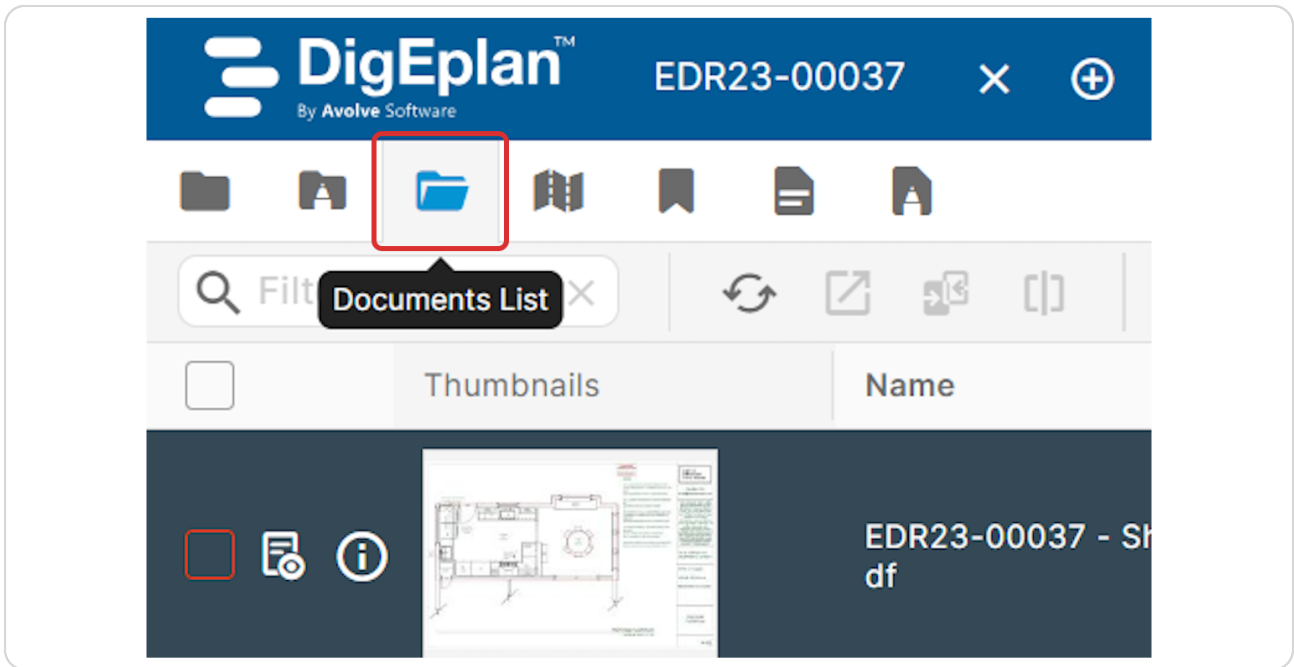 DigEplan™
By Avolve Software
EDR23-00037
Filt
Documents List
Thumbnails
Name
EDR23-00037 - Sh
df